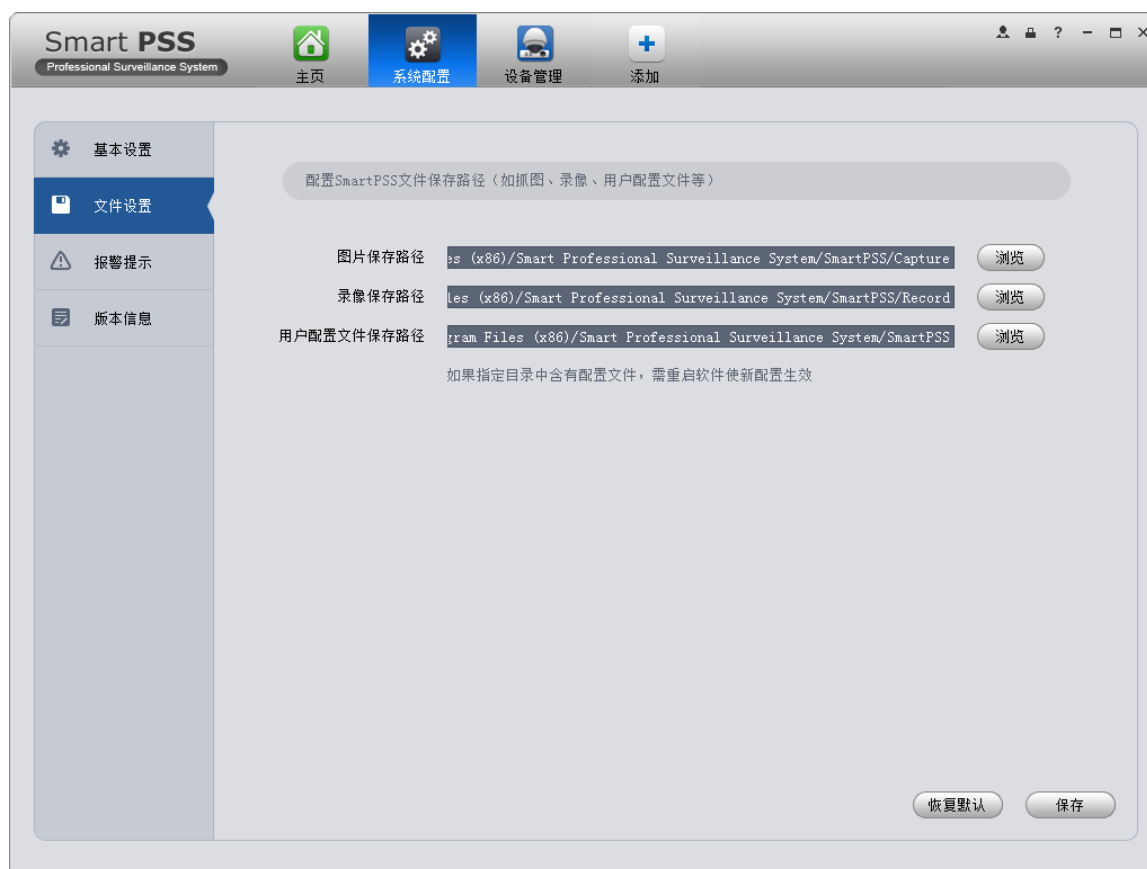 Smart PSS
Professional Surveillance System
主页
系统配置
设备管理
添加
基本设置
文件设置
报警提示
版本信息
配置SmartPSS文件保存路径（如抓图、录像、用户配置文件等）
图片保存路径 es (x86)/Smart Professional Surveillance System/SmartPSS/Capture 浏览
录像保存路径 les (x86)/Smart Professional Surveillance System/SmartPSS/Record 浏览
用户配置文件保存路径 gram Files (x86)/Smart Professional Surveillance System/SmartPSS 浏览
如果指定目录中含有配置文件，需重启软件使新配置生效
恢复默认 保存